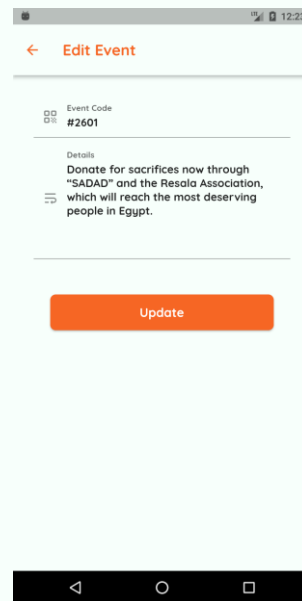 12:23
Edit Event
Event Code
#2601
Details
Donate for sacrifices now through
“SADAD” and the Resala Association,
which will reach the most deserving
people in Egypt.
Update